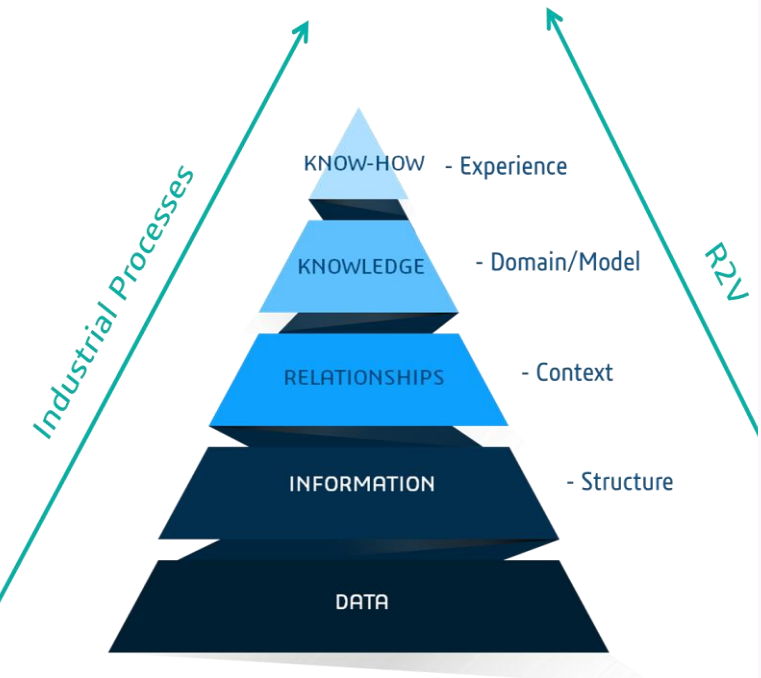 Industrial Processes
R2V
KNOW-HOW - Experience
KNOWLEDGE - Domain/Model
RELATIONSHIPS - Context
INFORMATION - Structure
DATA